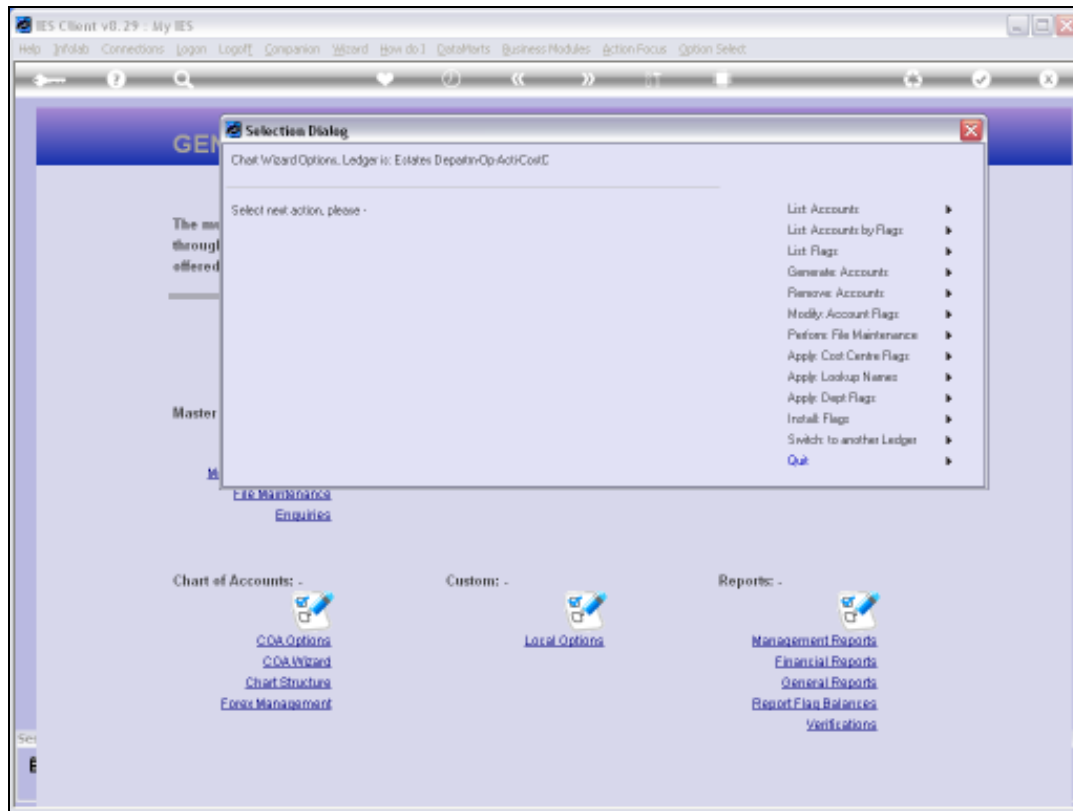 IES Client v8.29 : My IES
Help Infolab Connections Logon Logoff Companion Wizard How do I DataMarts Business Modules Action Focus Option Select
GEN
Selection Dialog
Chart Wizard Options, Ledger is: Estates Departm-Op-Acti-CostC
Select next action, please -
List: Accounts
List: Accounts by Flags
List: Flags
Generate: Accounts
Remove: Accounts
Modify: Account Flags
Perform: File Maintenance
Apply: Cost Centre Flags
Apply: Lookup Names
Apply: Dept Flags
Install: Flags
Switch: to another Ledger
Quit
The
through
offered
Master
File Maintenance
Enquiries
Chart of Accounts: -
COA Options
COA Wizard
Chart Structure
Forex Management
Custom: -
Local Options
Reports: -
Management Reports
Financial Reports
General Reports
Report Flag Balances
Verifications
Ser